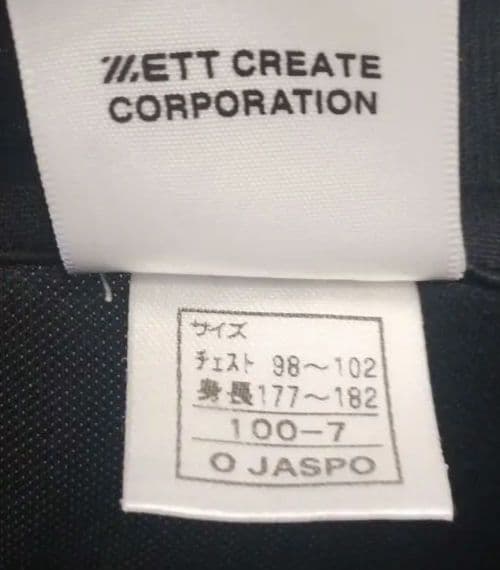 ZETT CREATE
CORPORATION
サイズ
チェスト 98〜102
身長177〜182
100-7
O JASPO